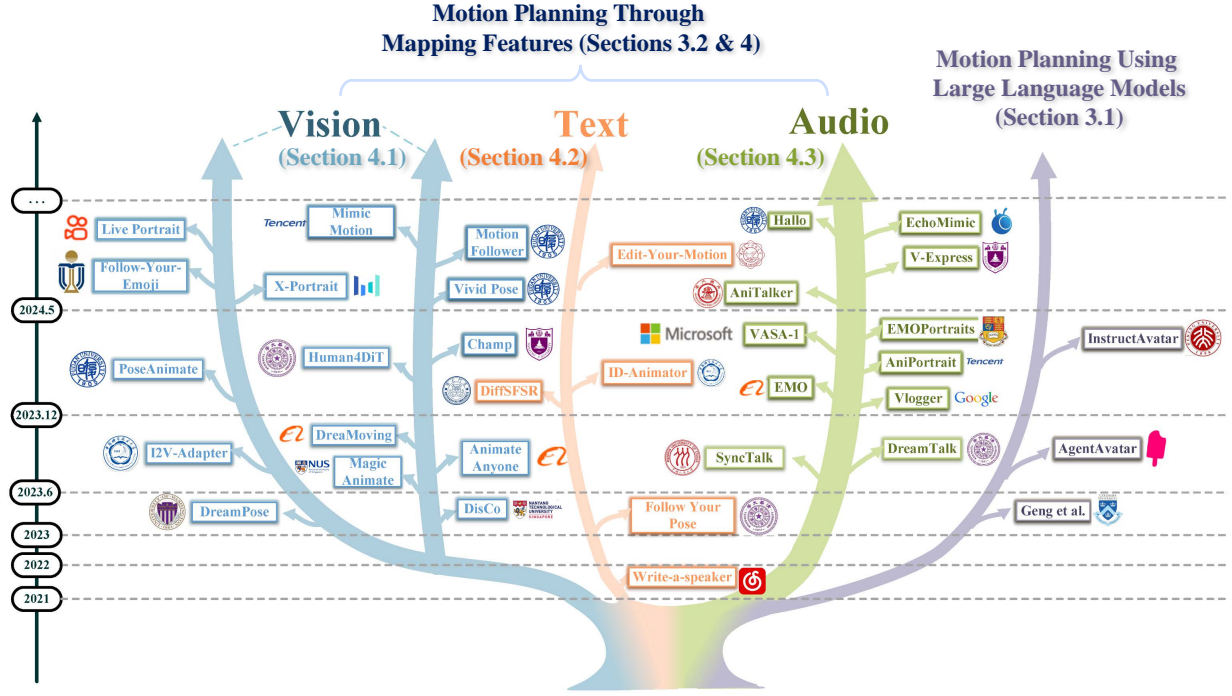 Motion Planning Through
Mapping Features (Sections 3.2 & 4)
Motion Planning Using
Large Language Models
(Section 3.1)
Vision
(Section 4.1)
Text
(Section 4.2)
Audio
(Section 4.3)
...
2024.5
2023.12
2023.6
2023
2022
2021
Live Portrait
Follow-Your-
Emoji
X-Portrait
PoseAnimate
I2V-Adapter
DreamPose
Tencent
Mimic
Motion
Motion
Follower
Vivid Pose
Human4DiT
Champ
DreaMoving
NUS
Magic
Animate
Animate
Anyone
DisCo
NANYANG
TECHNOLOGICAL
UNIVERSITY
SINGAPORE
Edit-Your-Motion
DiffSFSR
ID-Animator
Follow Your
Pose
Write-a-speaker
Hallo
EchoMimic
V-Express
AniTalker
Microsoft
VASA-1
EMOPortraits
AniPortrait
Tencent
EMO
Vlogger
Google
SyncTalk
DreamTalk
InstructAvatar
AgentAvatar
Geng et al.